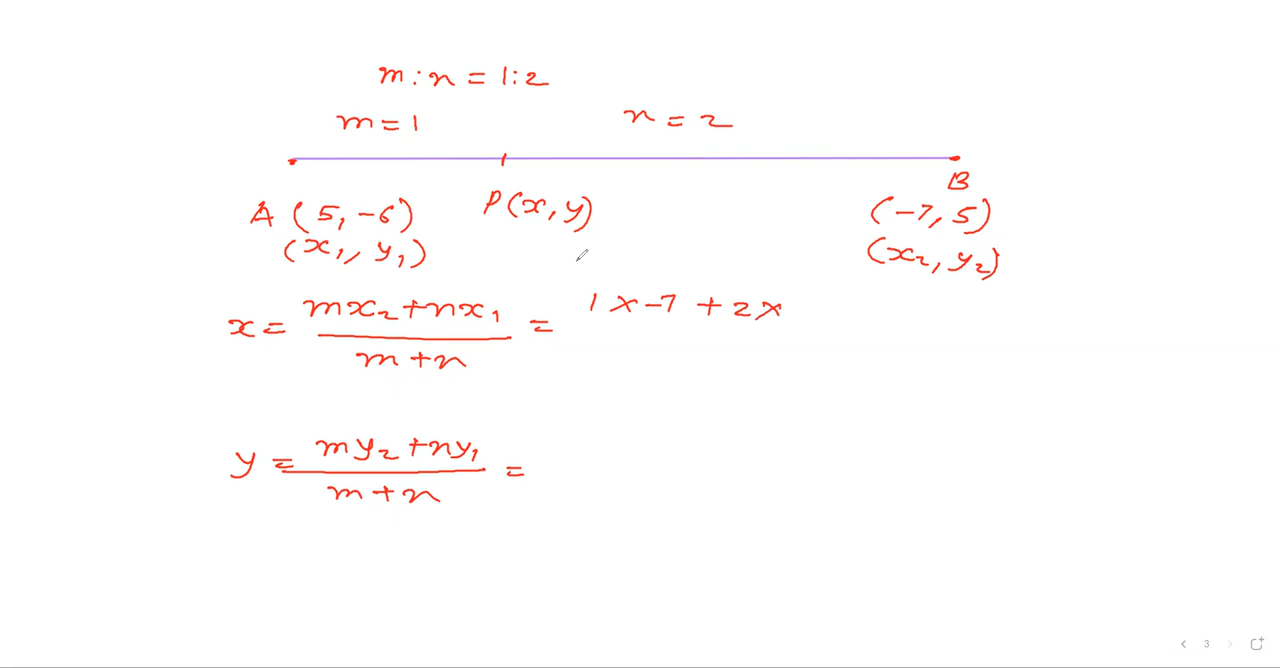 m : n = 1 : 2
m = 1 n = 2
A (5, -6) P(x, y) B (-7, 5)
(x₁, y₁) (x₂, y₂)
x = (mx₂ + nx₁)/(m + n) = 1 × -7 + 2 ×
y = (my₂ + ny₁)/(m + n) =
3